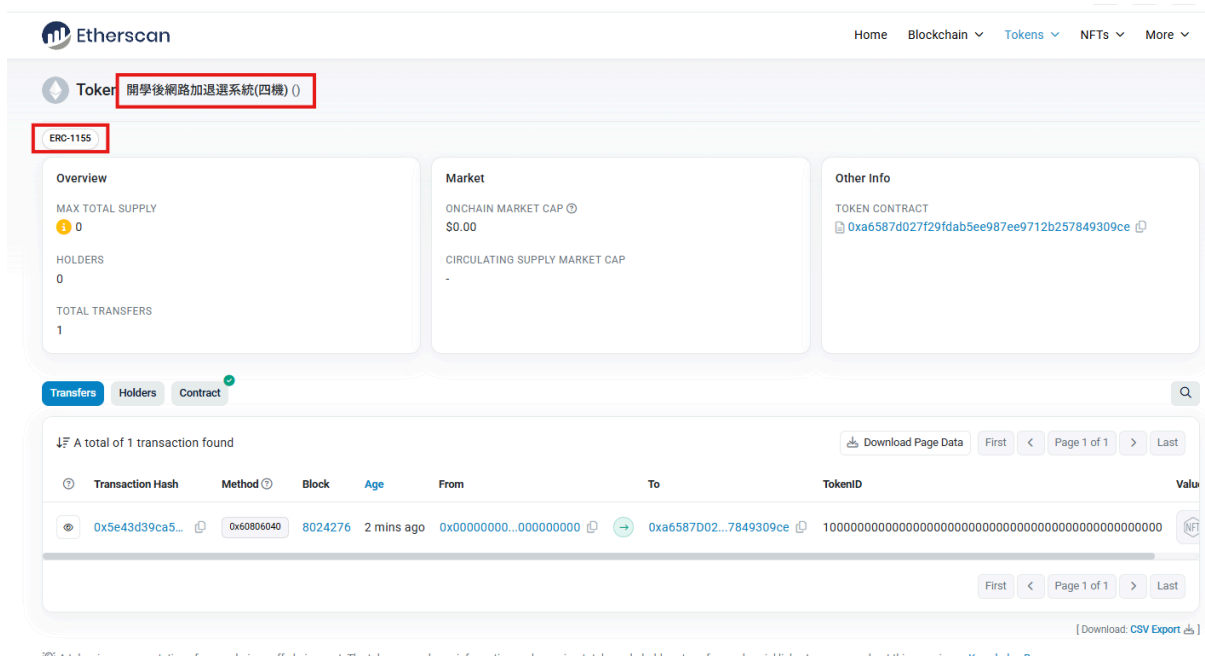 Etherscan
Home Blockchain Tokens NFTs More
Token 開學後網路加退選系統(四機) ()
ERC-1155
Overview
MAX TOTAL SUPPLY
0
HOLDERS
0
TOTAL TRANSFERS
1
Market
ONCHAIN MARKET CAP
$0.00
CIRCULATING SUPPLY MARKET CAP
-
Other Info
TOKEN CONTRACT
0xa6587d027f29fdab5ee987ee9712b257849309ce
Transfers Holders Contract
A total of 1 transaction found
Download Page Data First Page 1 of 1 Last
Transaction Hash Method Block Age From To TokenID
0x5e43d39ca5... 0x60806040 8024276 2 mins ago 0x00000000...000000000 0xa6587D02...7849309ce NFT
First Page 1 of 1 Last
[ Download: CSV Export ]